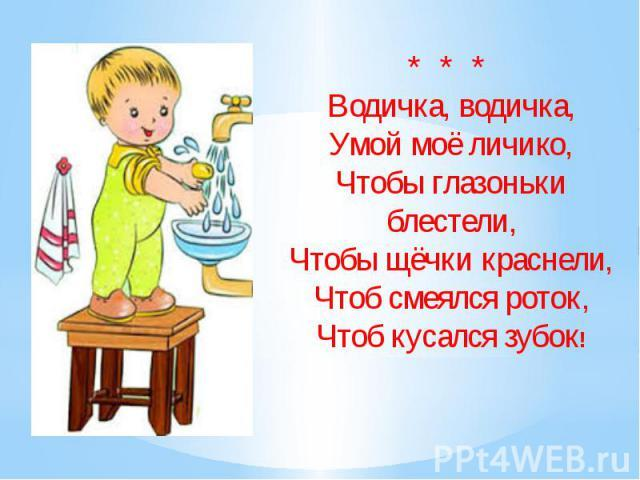 * * *
Водичка, водичка,
Умой моё личико,
Чтобы глазоньки
блестели,
Чтобы щёчки краснели,
Чтоб смеялся роток,
Чтоб кусался зубок!
PPt4WEB.ru